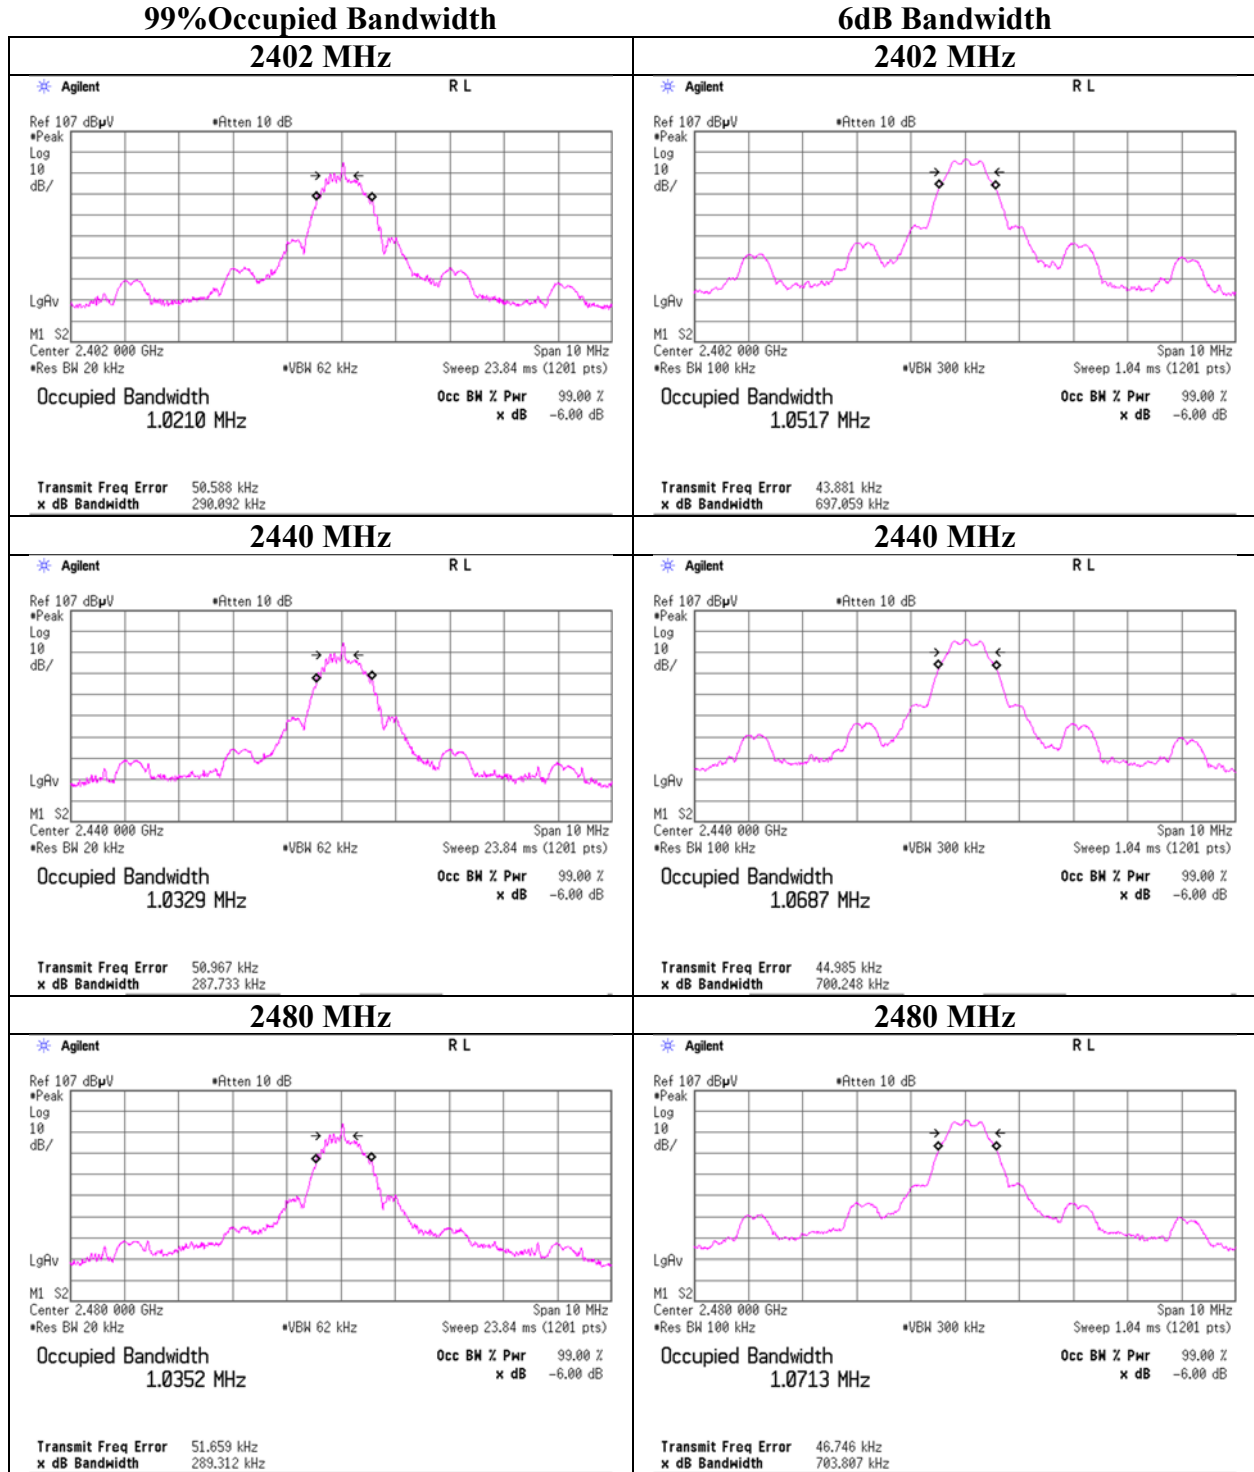 99%Occupied Bandwidth 6dB Bandwidth
2402 MHz 2402 MHz
Agilent R L
Ref 107 dBµV *Atten 10 dB
*Peak
Log
10
dB/
LgAv
M1 S2
Center 2.402 000 GHz Span 10 MHz
*Res BW 20 kHz *VBW 62 kHz Sweep 23.84 ms (1201 pts)
Occupied Bandwidth Occ BW % Pwr 99.00 %
1.0210 MHz x dB -6.00 dB
Transmit Freq Error 50.588 kHz
x dB Bandwidth 290.092 kHz
Agilent R L
Ref 107 dBµV *Atten 10 dB
*Peak
Log
10
dB/
LgAv
M1 S2
Center 2.402 000 GHz Span 10 MHz
*Res BW 100 kHz *VBW 300 kHz Sweep 1.04 ms (1201 pts)
Occupied Bandwidth Occ BW % Pwr 99.00 %
1.0517 MHz x dB -6.00 dB
Transmit Freq Error 43.881 kHz
x dB Bandwidth 697.059 kHz
2440 MHz 2440 MHz
Agilent R L
Ref 107 dBµV *Atten 10 dB
*Peak
Log
10
dB/
LgAv
M1 S2
Center 2.440 000 GHz Span 10 MHz
*Res BW 20 kHz *VBW 62 kHz Sweep 23.84 ms (1201 pts)
Occupied Bandwidth Occ BW % Pwr 99.00 %
1.0329 MHz x dB -6.00 dB
Transmit Freq Error 50.967 kHz
x dB Bandwidth 287.733 kHz
Agilent R L
Ref 107 dBµV *Atten 10 dB
*Peak
Log
10
dB/
LgAv
M1 S2
Center 2.440 000 GHz Span 10 MHz
*Res BW 100 kHz *VBW 300 kHz Sweep 1.04 ms (1201 pts)
Occupied Bandwidth Occ BW % Pwr 99.00 %
1.0687 MHz x dB -6.00 dB
Transmit Freq Error 44.985 kHz
x dB Bandwidth 700.248 kHz
2480 MHz 2480 MHz
Agilent R L
Ref 107 dBµV *Atten 10 dB
*Peak
Log
10
dB/
LgAv
M1 S2
Center 2.480 000 GHz Span 10 MHz
*Res BW 20 kHz *VBW 62 kHz Sweep 23.84 ms (1201 pts)
Occupied Bandwidth Occ BW % Pwr 99.00 %
1.0352 MHz x dB -6.00 dB
Transmit Freq Error 51.659 kHz
x dB Bandwidth 289.312 kHz
Agilent R L
Ref 107 dBµV *Atten 10 dB
*Peak
Log
10
dB/
LgAv
M1 S2
Center 2.480 000 GHz Span 10 MHz
*Res BW 100 kHz *VBW 300 kHz Sweep 1.04 ms (1201 pts)
Occupied Bandwidth Occ BW % Pwr 99.00 %
1.0713 MHz x dB -6.00 dB
Transmit Freq Error 46.746 kHz
x dB Bandwidth 703.807 kHz